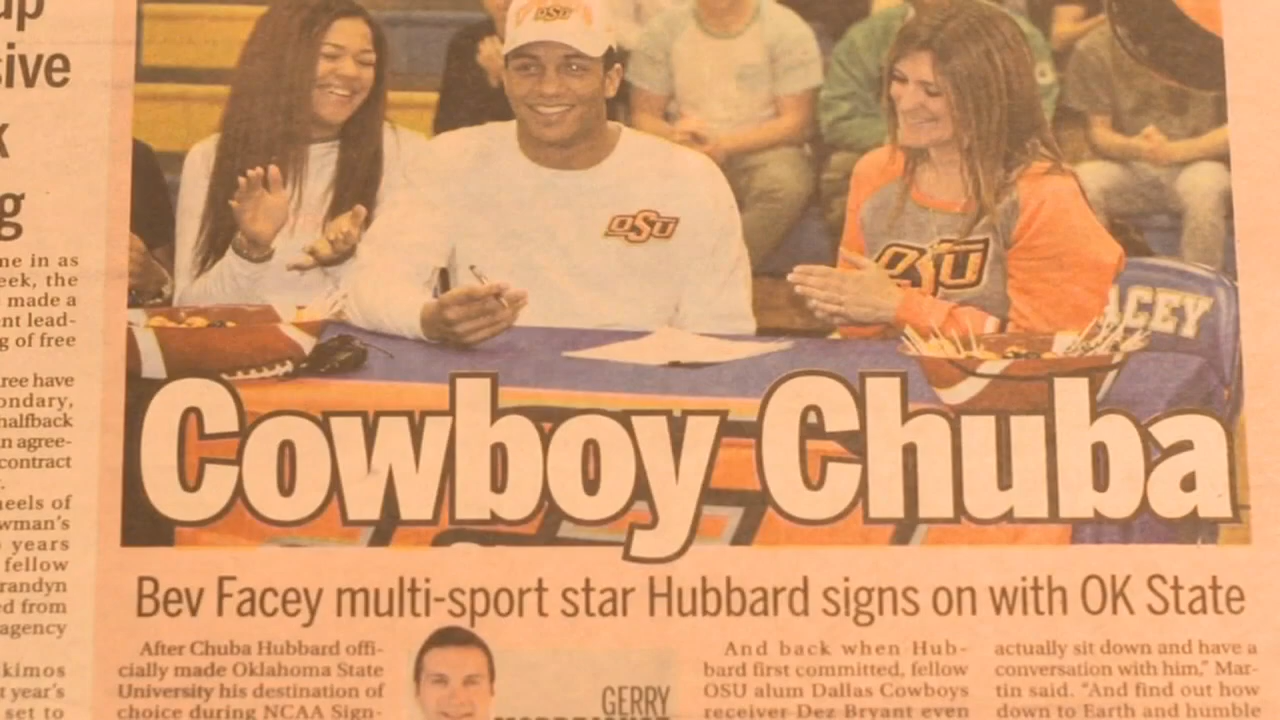 up
sive
k
g
me in as
eek, the
made a
nt lead-
g of free
ree have
ondary,
halfback
n agree-
contract
heels of
wman's
years
fellow
randyn
ed from
agency
kimos
t year's
set to
OSU
OSU
OSU
ACEY
Cowboy Chuba
Bev Facey multi-sport star Hubbard signs on with OK State
After Chuba Hubbard offi-
cially made Oklahoma State
University his destination of
choice during NCAA Sign-
GERRY
And back when Hub-
bard first committed, fellow
OSU alum Dallas Cowboys
receiver Dez Bryant even
actually sit down and have a
conversation with him," Mar-
tin said. "And find out how
down to Earth and humble